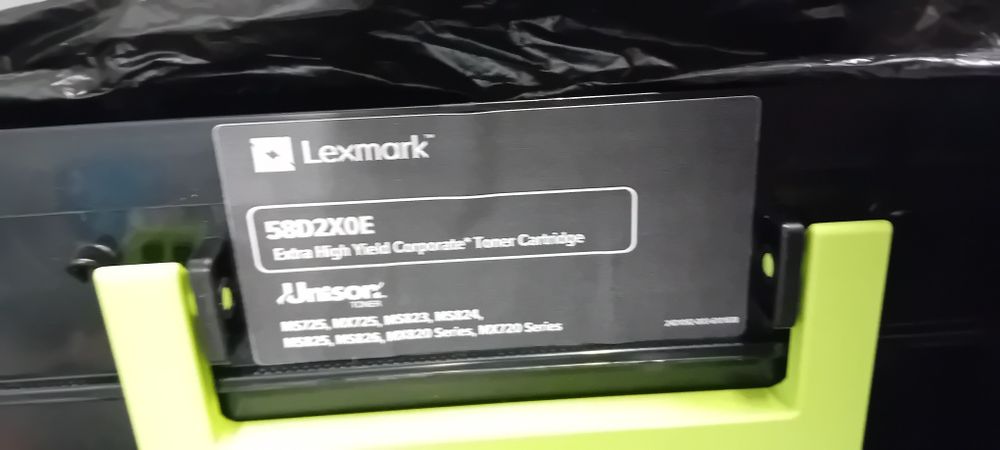 Lexmark™
58D2X0E
Extra High Yield Corporate® Toner Cartridge
Unison
TONER
MS725, MX725, MS823, MS824,
MS825, MS826, MX820 Series, MX720 Series